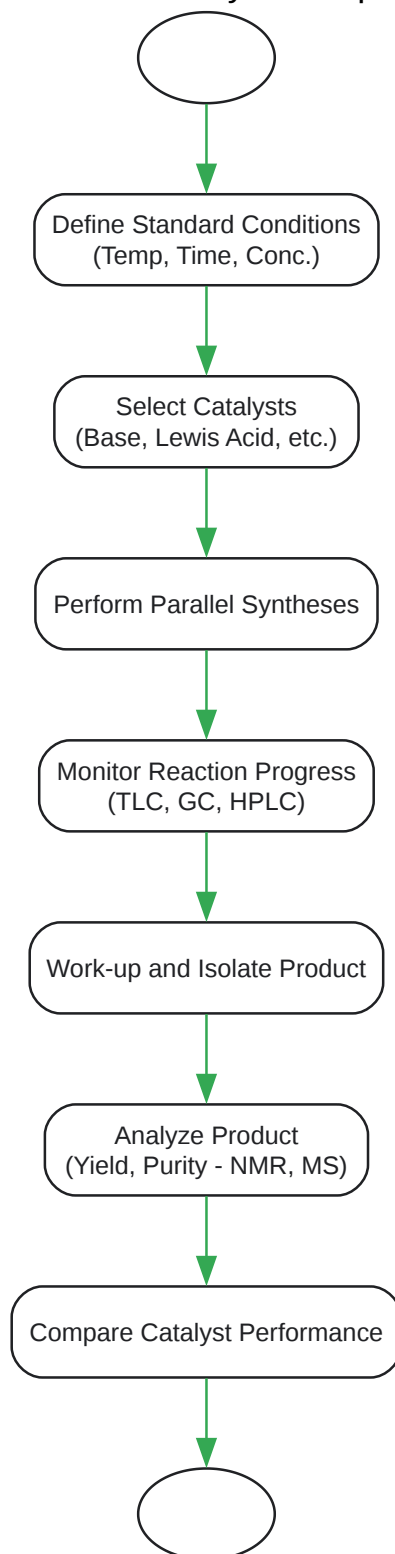 Define Standard Conditions
(Temp, Time, Conc.)
Select Catalysts
(Base, Lewis Acid, etc.)
Perform Parallel Syntheses
Monitor Reaction Progress
(TLC, GC, HPLC)
Work-up and Isolate Product
Analyze Product
(Yield, Purity - NMR, MS)
Compare Catalyst Performance